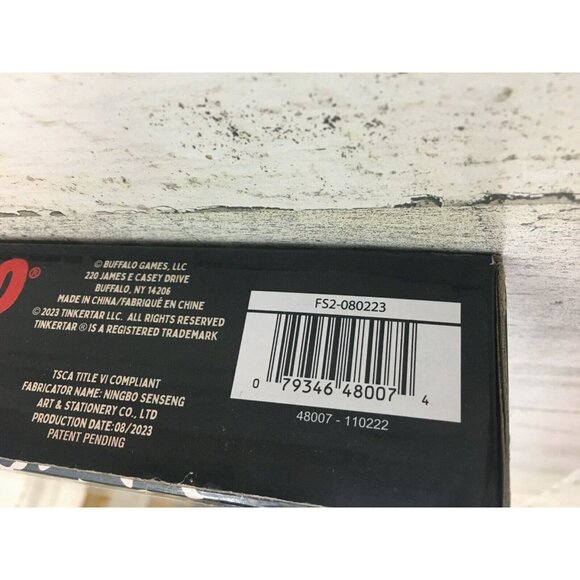 O®
© BUFFALO GAMES, LLC
220 JAMES E CASEY DRIVE
BUFFALO, NY 14206
MADE IN CHINA/FABRIQUÉ EN CHINE
© 2023 TINKERTAR LLC. ALL RIGHTS RESERVED
TINKERTAR ® IS A REGISTERED TRADEMARK
TSCA TITLE VI COMPLIANT
FABRICATOR NAME: NINGBO SENSENG
ART & STATIONERY CO., LTD
PRODUCTION DATE:08/2023
PATENT PENDING
FS2-080223
0 79346 48007 4
48007 - 110222